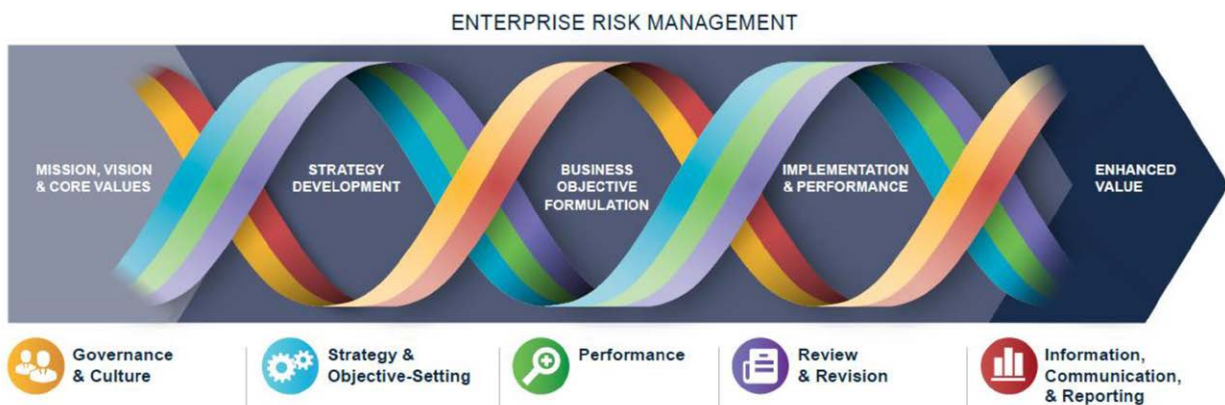 ENTERPRISE RISK MANAGEMENT
MISSION, VISION
& CORE VALUES
STRATEGY
DEVELOPMENT
BUSINESS
OBJECTIVE
FORMULATION
IMPLEMENTATION
& PERFORMANCE
ENHANCED
VALUE
Governance
& Culture
Strategy &
Objective-Setting
Performance
Review
& Revision
Information,
Communication,
& Reporting